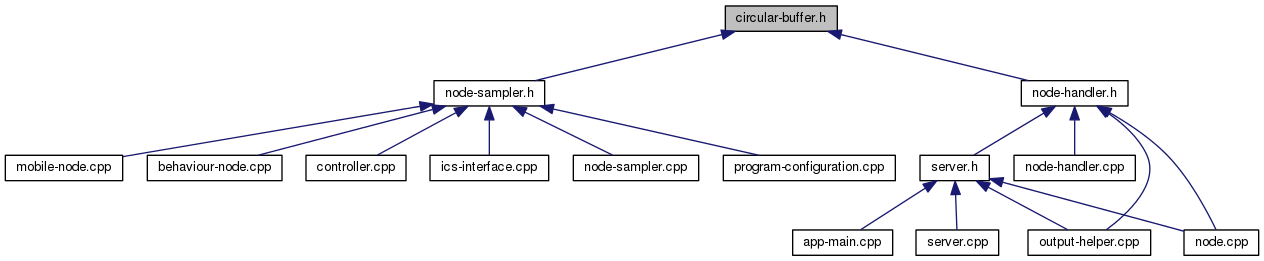 circular-buffer.h
node-sampler.h
node-handler.h
mobile-node.cpp
behaviour-node.cpp
controller.cpp
ics-interface.cpp
node-sampler.cpp
program-configuration.cpp
server.h
node-handler.cpp
app-main.cpp
server.cpp
output-helper.cpp
node.cpp